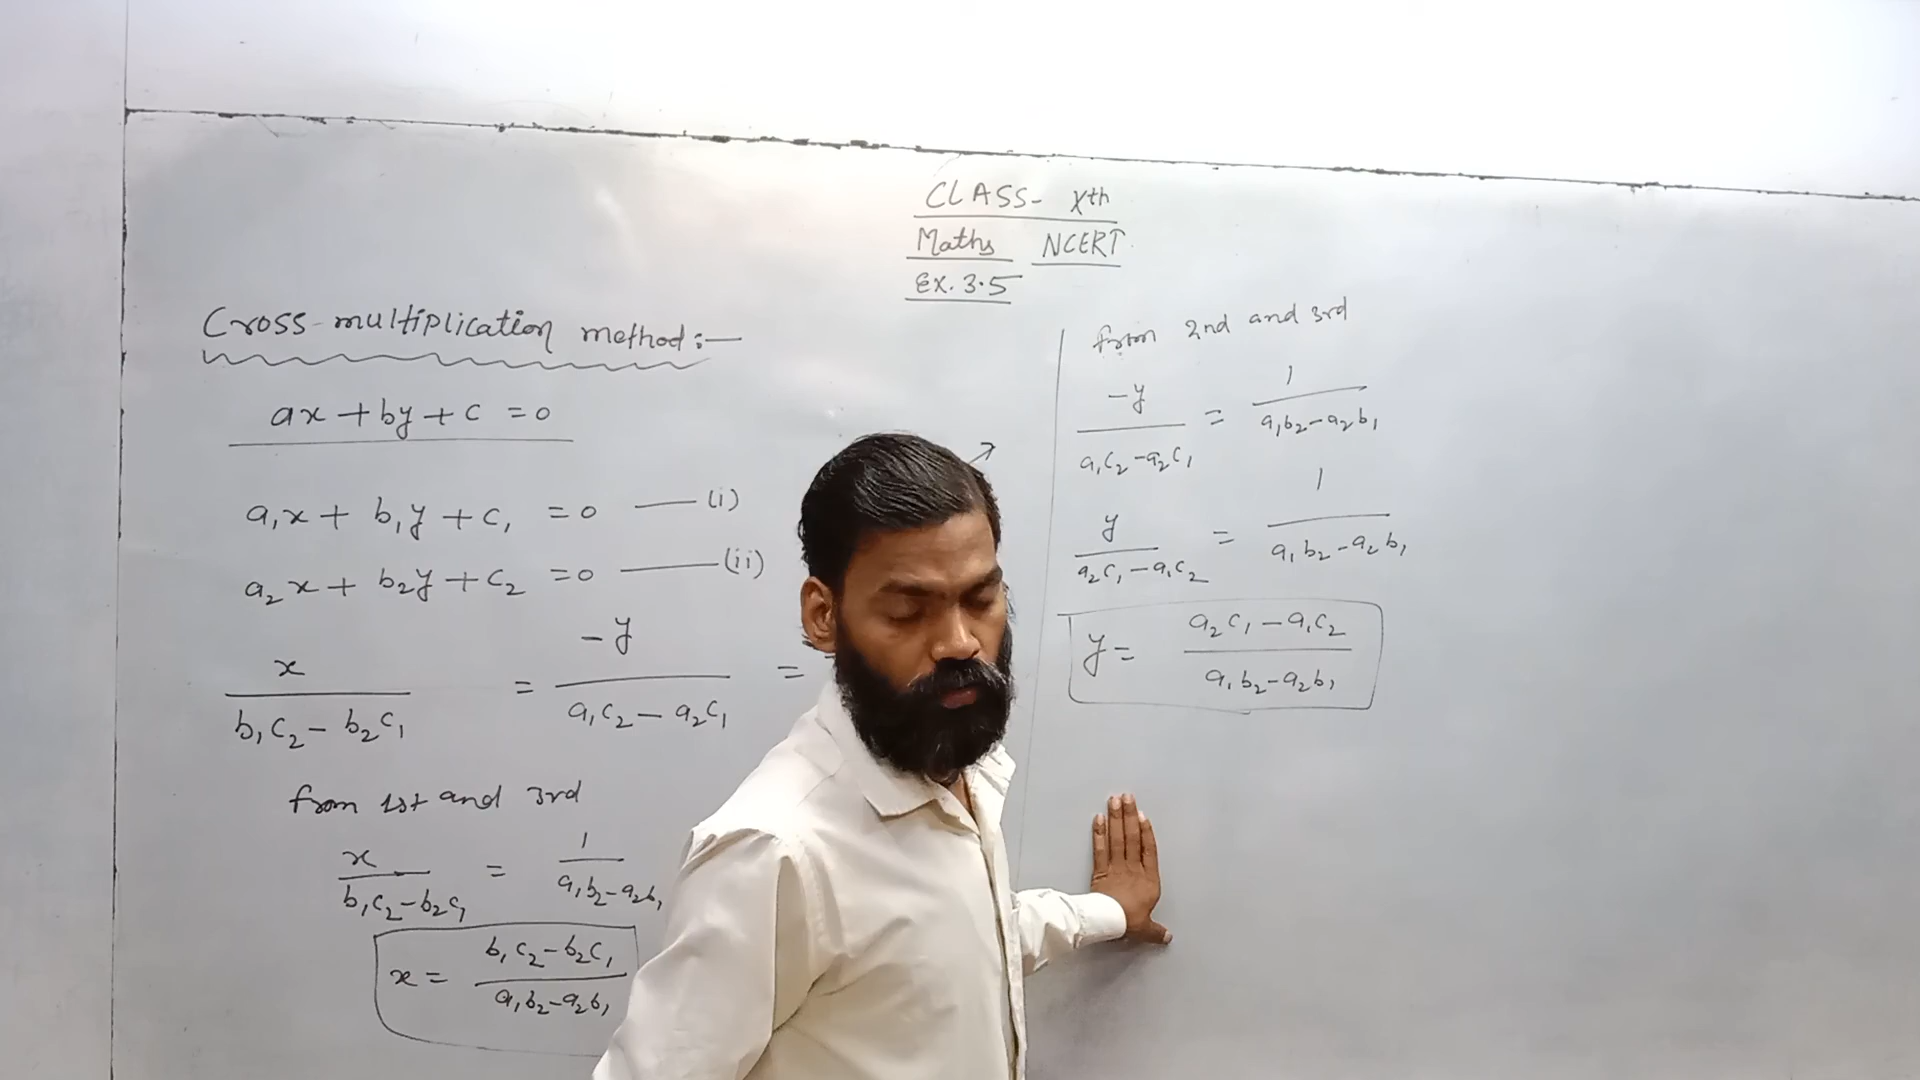 CLASS- Xth
Maths NCERT
Ex. 3.5
Cross-multiplication method:—
ax + by + c = 0
a₁x + b₁y + c₁ = 0 —(i)
a₂x + b₂y + c₂ = 0 —(ii)
x / (b₁c₂ - b₂c₁) = -y / (a₁c₂ - a₂c₁) =
from 1st and 3rd
x / (b₁c₂ - b₂c₁) = 1 / (a₁b₂ - a₂b₁)
x = (b₁c₂ - b₂c₁) / (a₁b₂ - a₂b₁)
from 2nd and 3rd
-y / (a₁c₂ - a₂c₁) = 1 / (a₁b₂ - a₂b₁)
y / (a₂c₁ - a₁c₂) = 1 / (a₁b₂ - a₂b₁)
y = (a₂c₁ - a₁c₂) / (a₁b₂ - a₂b₁)